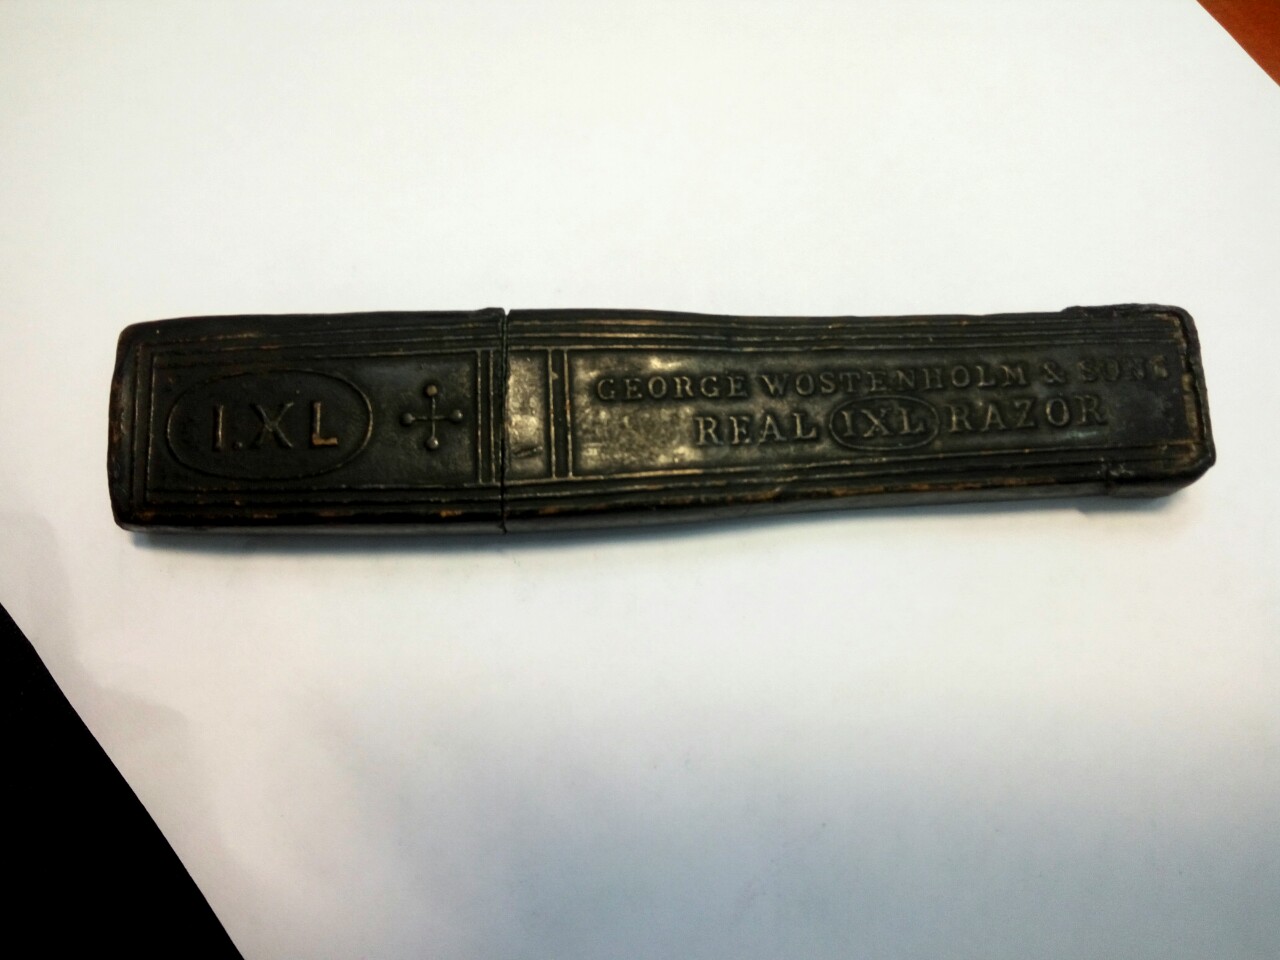 I.XL
GEORGE WOSTENHOLM & SONS
REAL IXL RAZOR